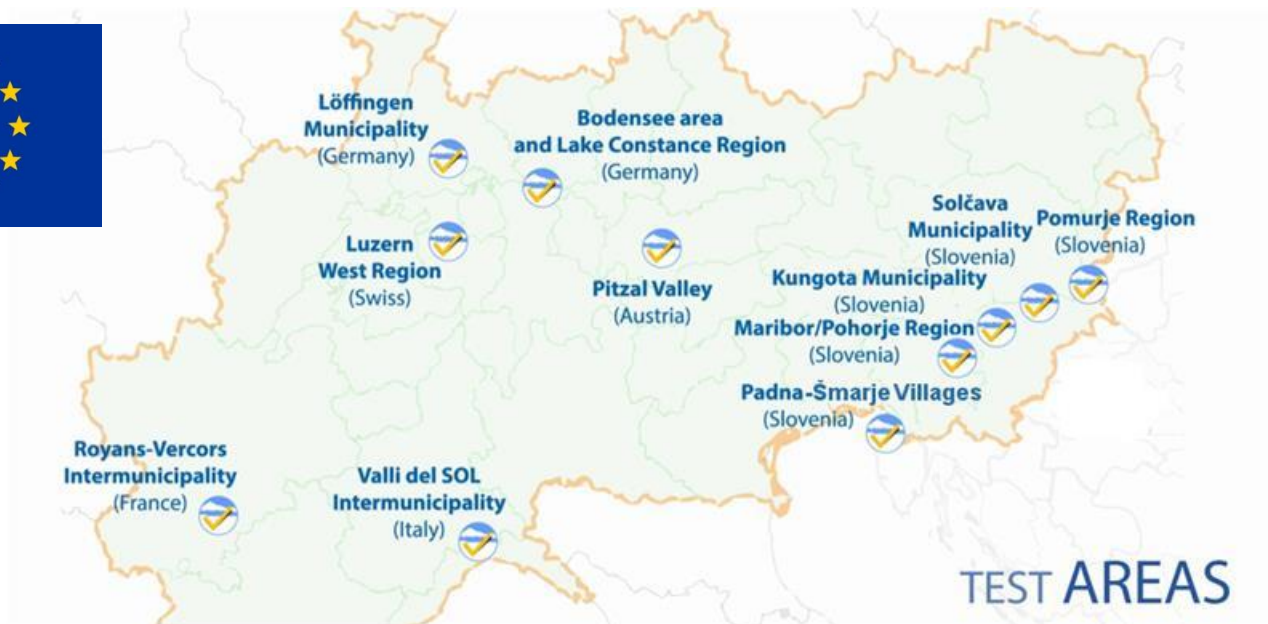 Löffingen
Municipality
(Germany)
Bodensee area
and Lake Constance Region
(Germany)
Luzern
West Region
(Swiss)
Pitzal Valley
(Austria)
Solčava
Municipality
(Slovenia)
Pomurje Region
(Slovenia)
Kungota Municipality
(Slovenia)
Maribor/Pohorje Region
(Slovenia)
Padna-Šmarje Villages
(Slovenia)
Royans-Vercors
Intermunicipality
(France)
Valli del SOL
Intermunicipality
(Italy)
TEST AREAS